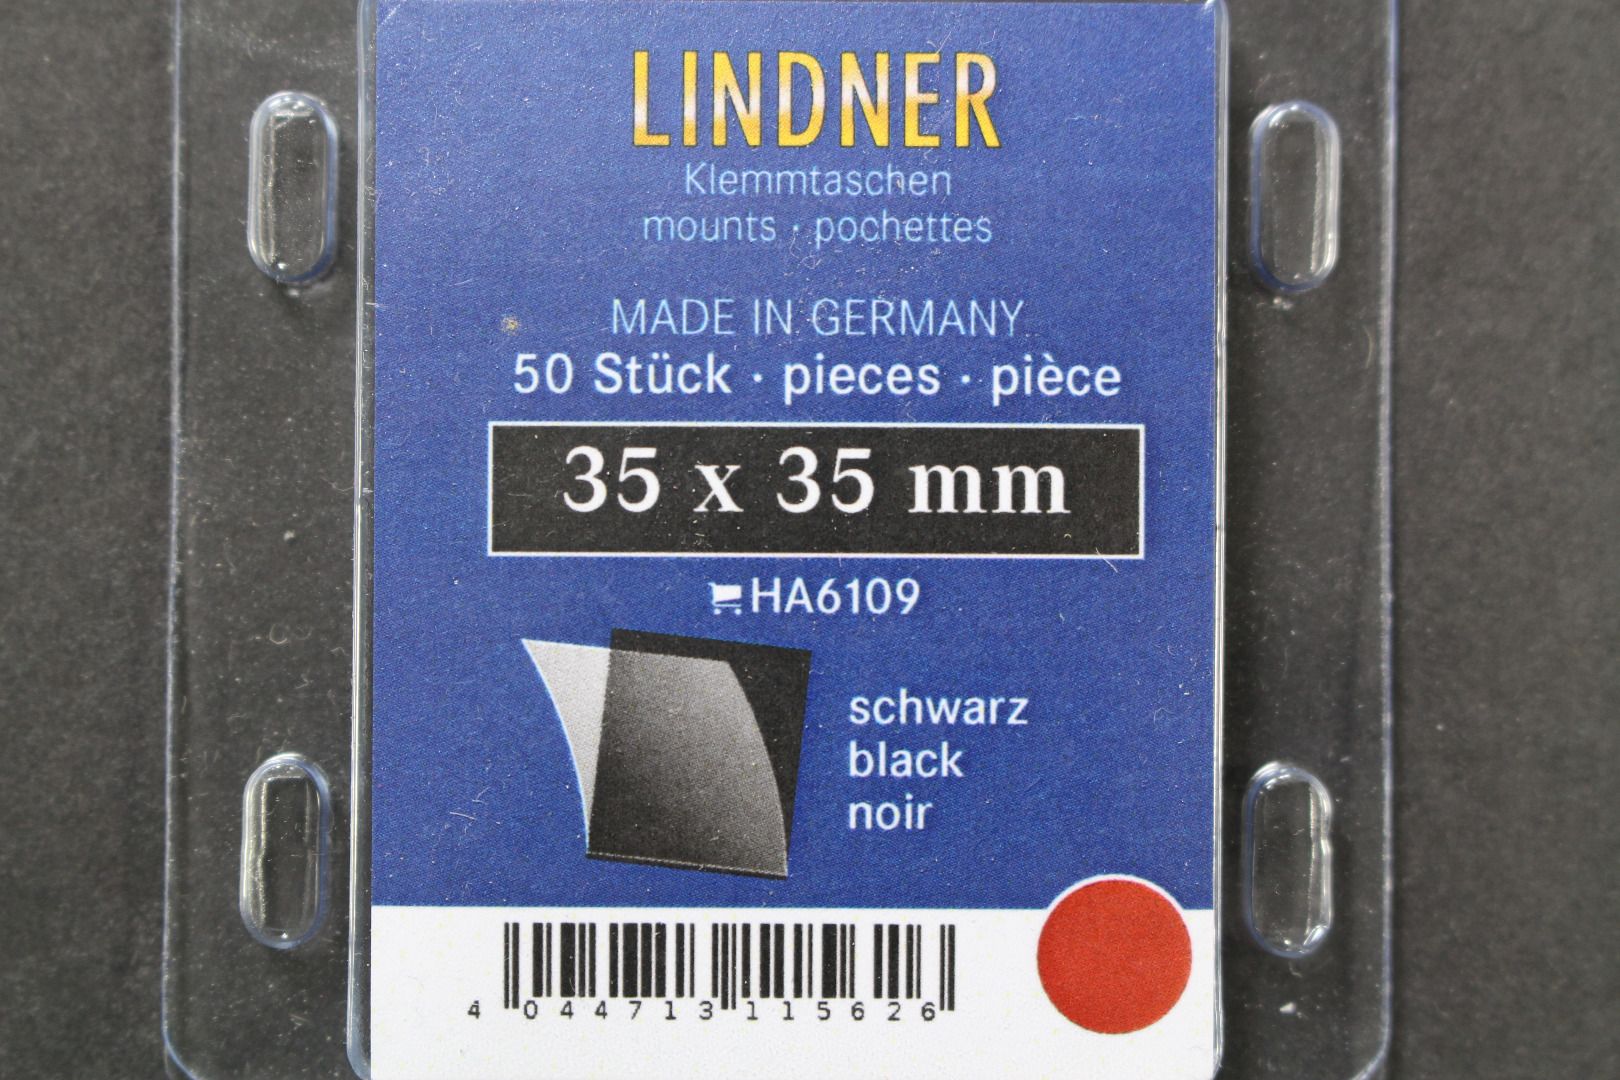 LINDNER
Klemmtaschen
mounts · pochettes
MADE IN GERMANY
50 Stück · pieces · pièce
35 x 35 mm
HA6109
schwarz
black
noir
4 044713 115626